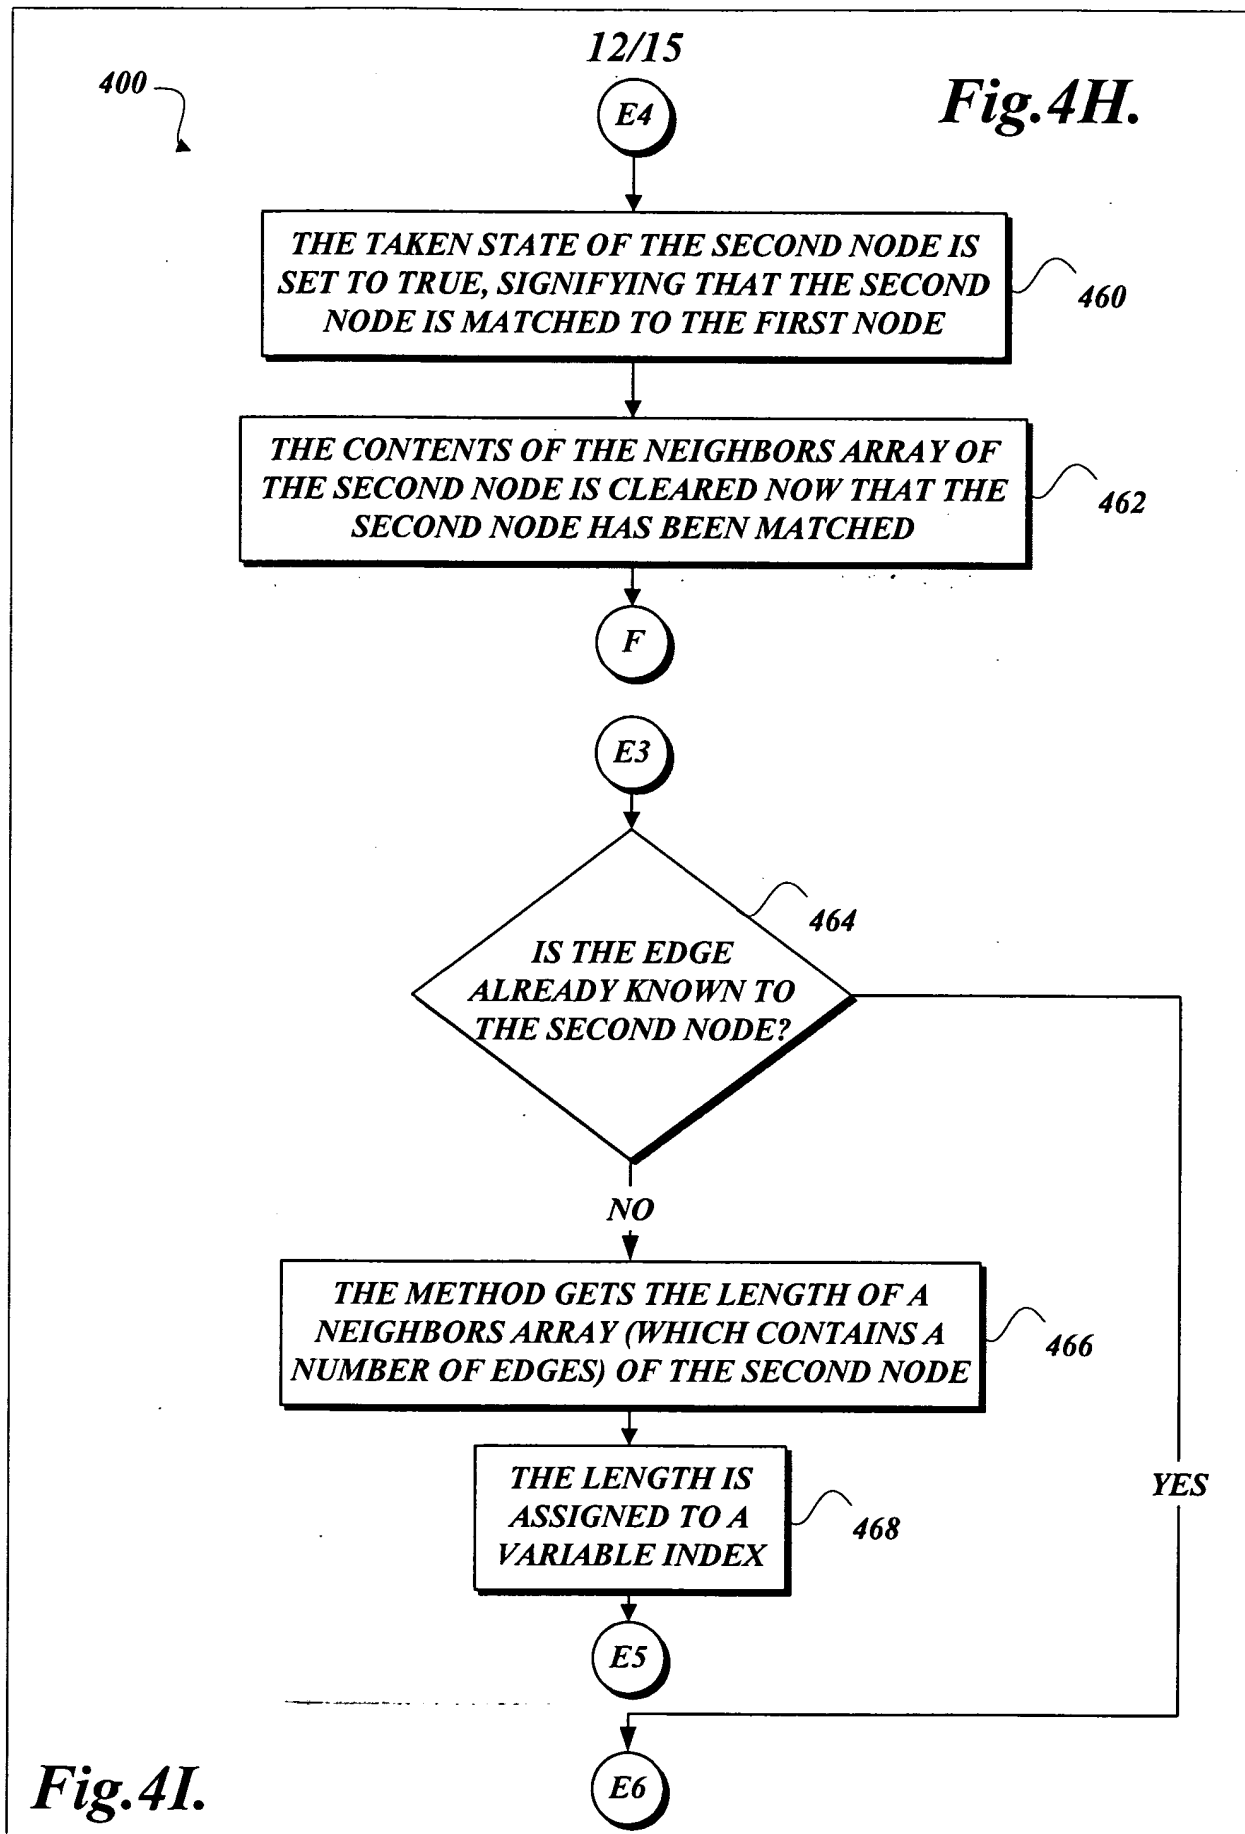 12/15
400
E4
Fig.4H.
THE TAKEN STATE OF THE SECOND NODE IS
SET TO TRUE, SIGNIFYING THAT THE SECOND
NODE IS MATCHED TO THE FIRST NODE
460
THE CONTENTS OF THE NEIGHBORS ARRAY OF
THE SECOND NODE IS CLEARED NOW THAT THE
SECOND NODE HAS BEEN MATCHED
462
F
E3
464
IS THE EDGE
ALREADY KNOWN TO
THE SECOND NODE?
NO
THE METHOD GETS THE LENGTH OF A
NEIGHBORS ARRAY (WHICH CONTAINS A
NUMBER OF EDGES) OF THE SECOND NODE
466
THE LENGTH IS
ASSIGNED TO A
VARIABLE INDEX
468
YES
E5
E6
Fig.4I.